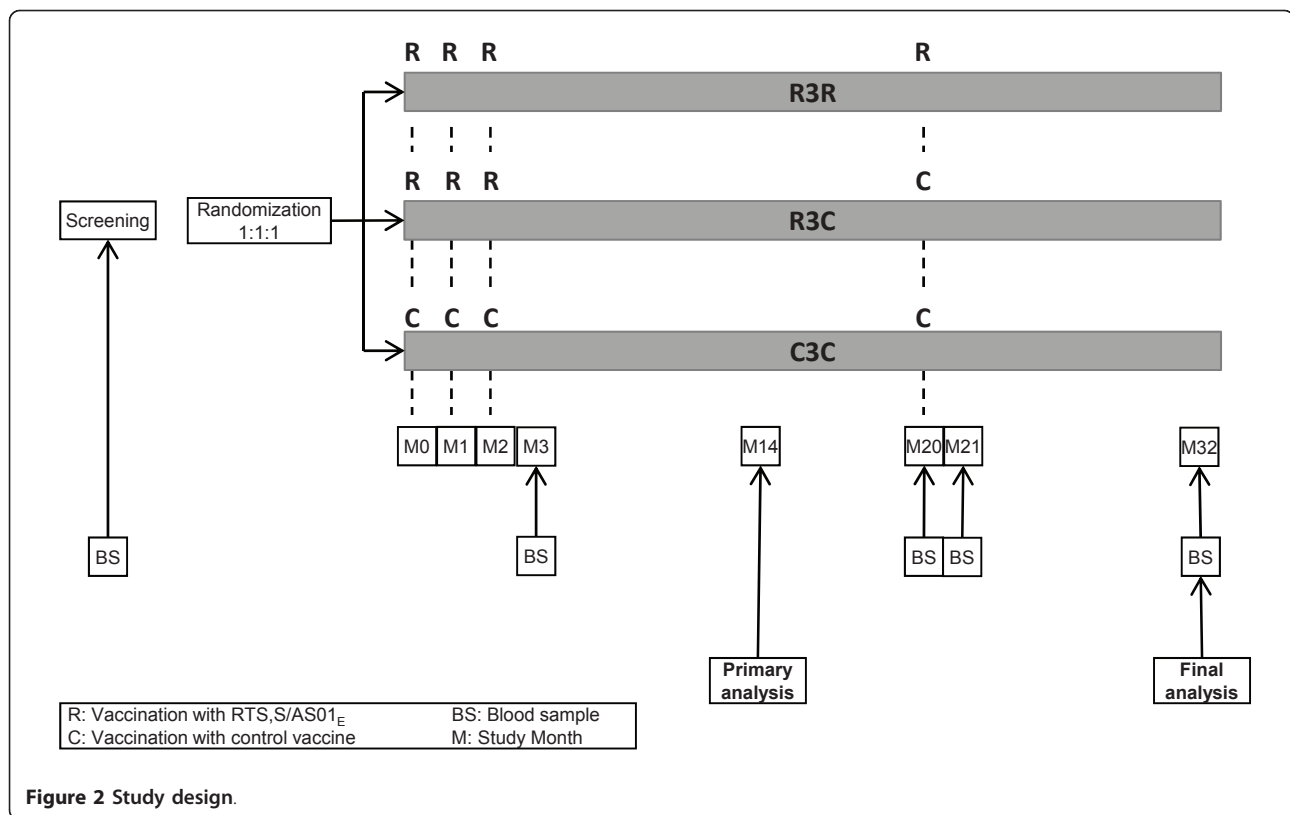 R R R R
R3R
R R R C
Screening
Randomization
1:1:1
R3C
C C C C
C3C
M0 M1 M2 M3 M14 M20 M21 M32
BS BS BS BS BS
Primary
analysis
Final
analysis
R: Vaccination with RTS,S/AS01E BS: Blood sample
C: Vaccination with control vaccine M: Study Month
Figure 2 Study design.